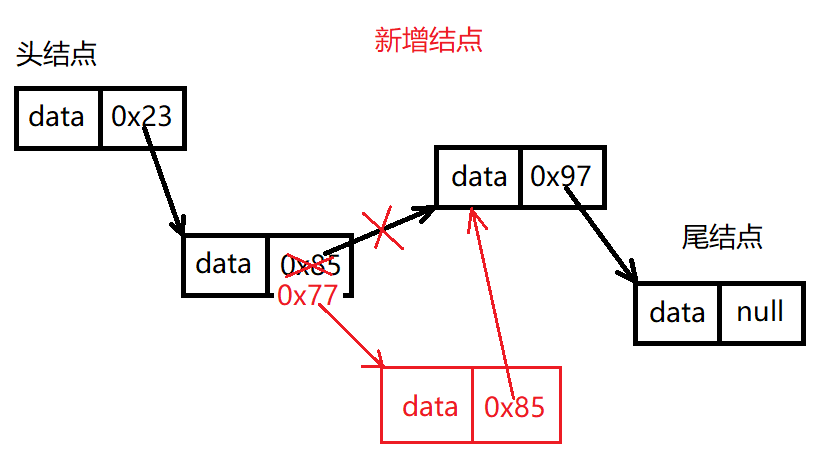 新增结点
头结点
data 0x23
data 0x97
尾结点
data 0x85
0x77
data null
data 0x85